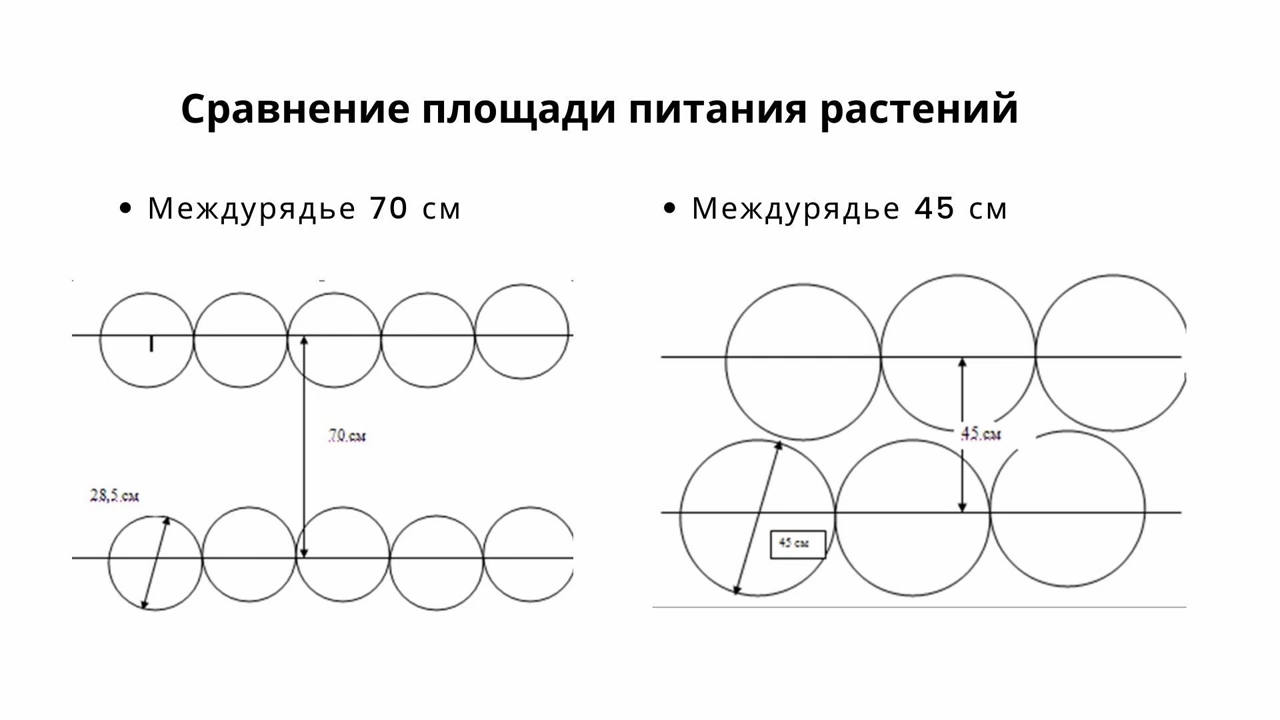 Сравнение площади питания растений
• Междурядье 70 см
• Междурядье 45 см
70 см
28,5 см
45 см
45 см